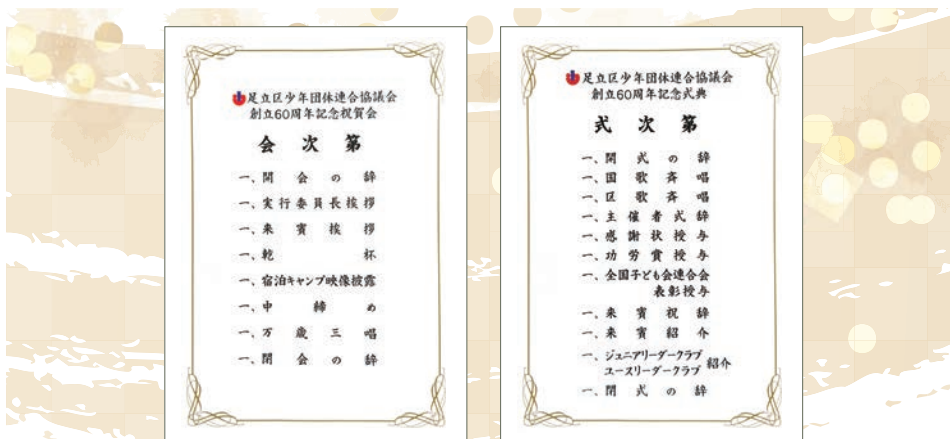 足立区少年団体連合協議会
創立60周年記念祝賀会
会次第
一、開会の辞
一、実行委員長挨拶
一、来賓挨拶
一、乾杯
一、宿泊キャンプ映像披露
一、中締め
一、万歳三唱
一、閉会の辞
足立区少年団体連合協議会
創立60周年記念式典
式次第
一、開式の辞
一、国歌斉唱
一、区歌斉唱
一、主催者式辞
一、感謝状授与
一、功労賞授与
一、全国子ども会連合会
表彰授与
一、来賓祝辞
一、来賓紹介
一、ジュニアリーダークラブ
ユースリーダークラブ 紹介
一、閉式の辞